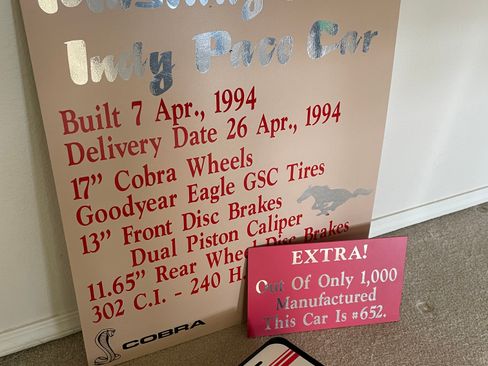 Mustang
Indy Pace Car
Built 7 Apr., 1994
Delivery Date 26 Apr., 1994
17” Cobra Wheels
Goodyear Eagle GSC Tires
13” Front Disc Brakes
Dual Piston Caliper
11.65” Rear Wheel Disc Brakes
302 C.I. - 240 H.
COBRA
EXTRA!
Out Of Only 1,000
Manufactured
This Car Is #652.